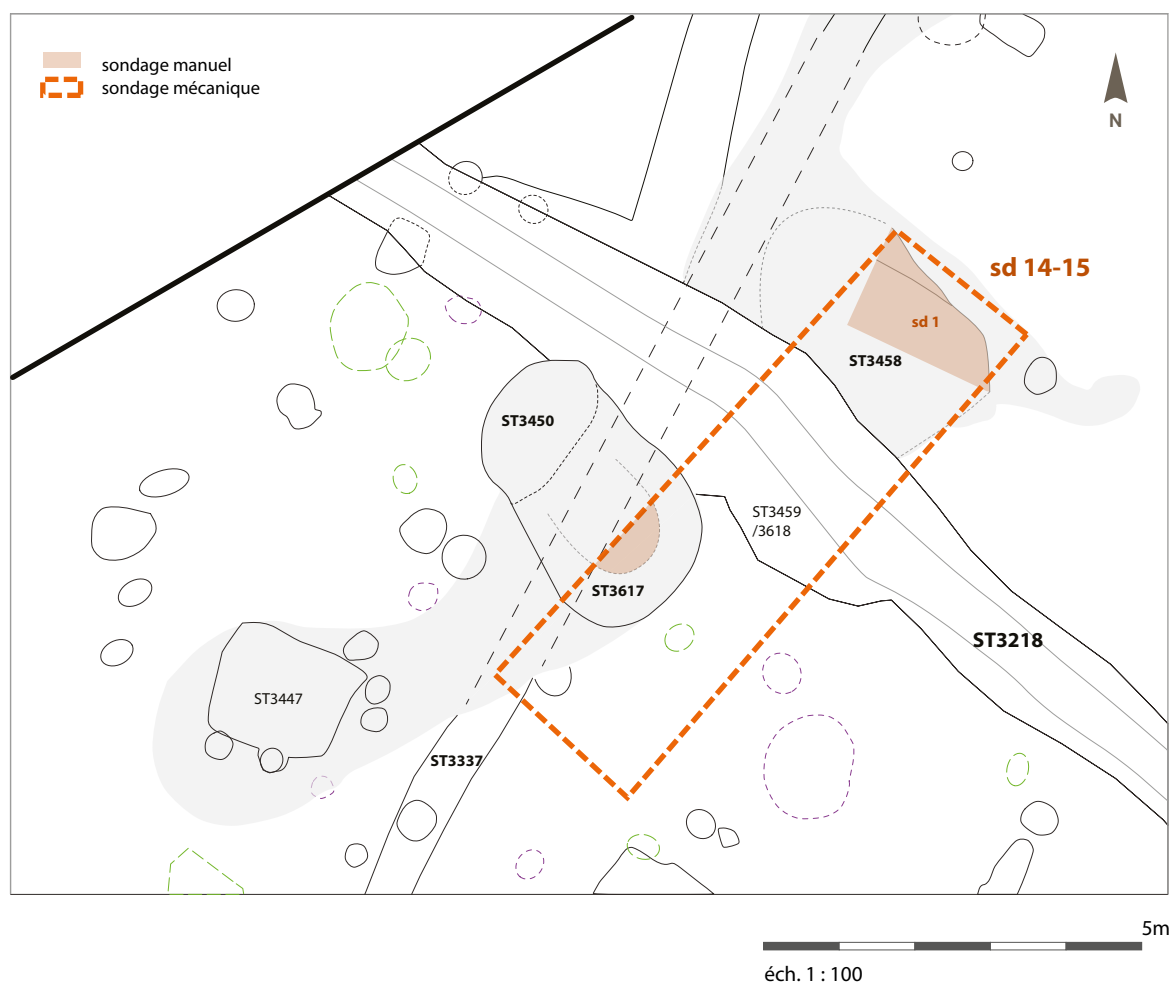 sondage manuel
sondage mécanique
N
sd 14-15
sd 1
ST3458
ST3450
ST3459
/3618
ST3617
ST3218
ST3447
ST3337
5m
éch. 1 : 100